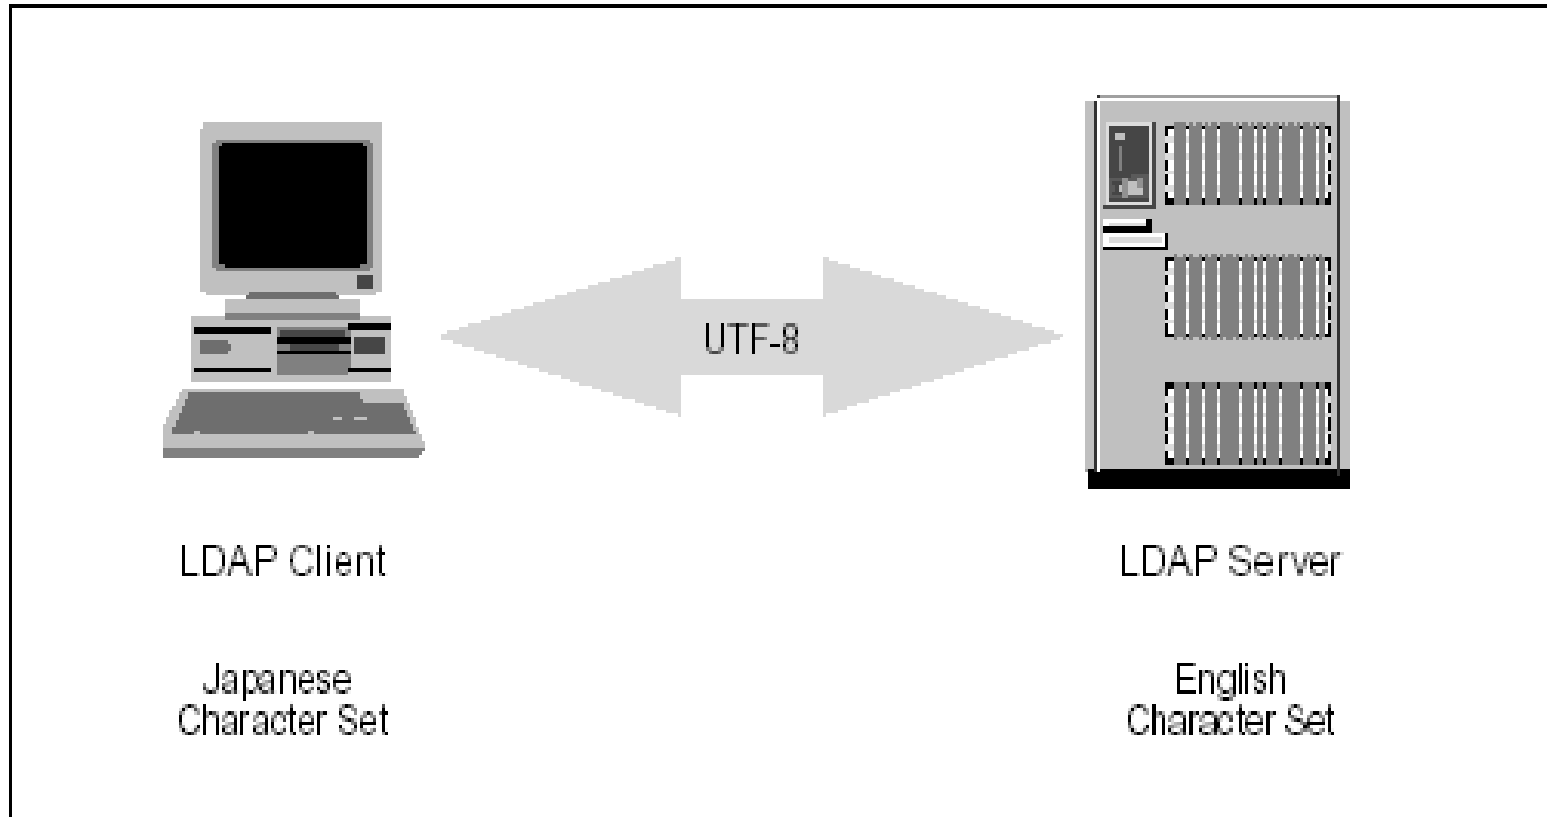 UTF-8
LDAP Client
LDAP Server
Japanese
Character Set
English
Character Set